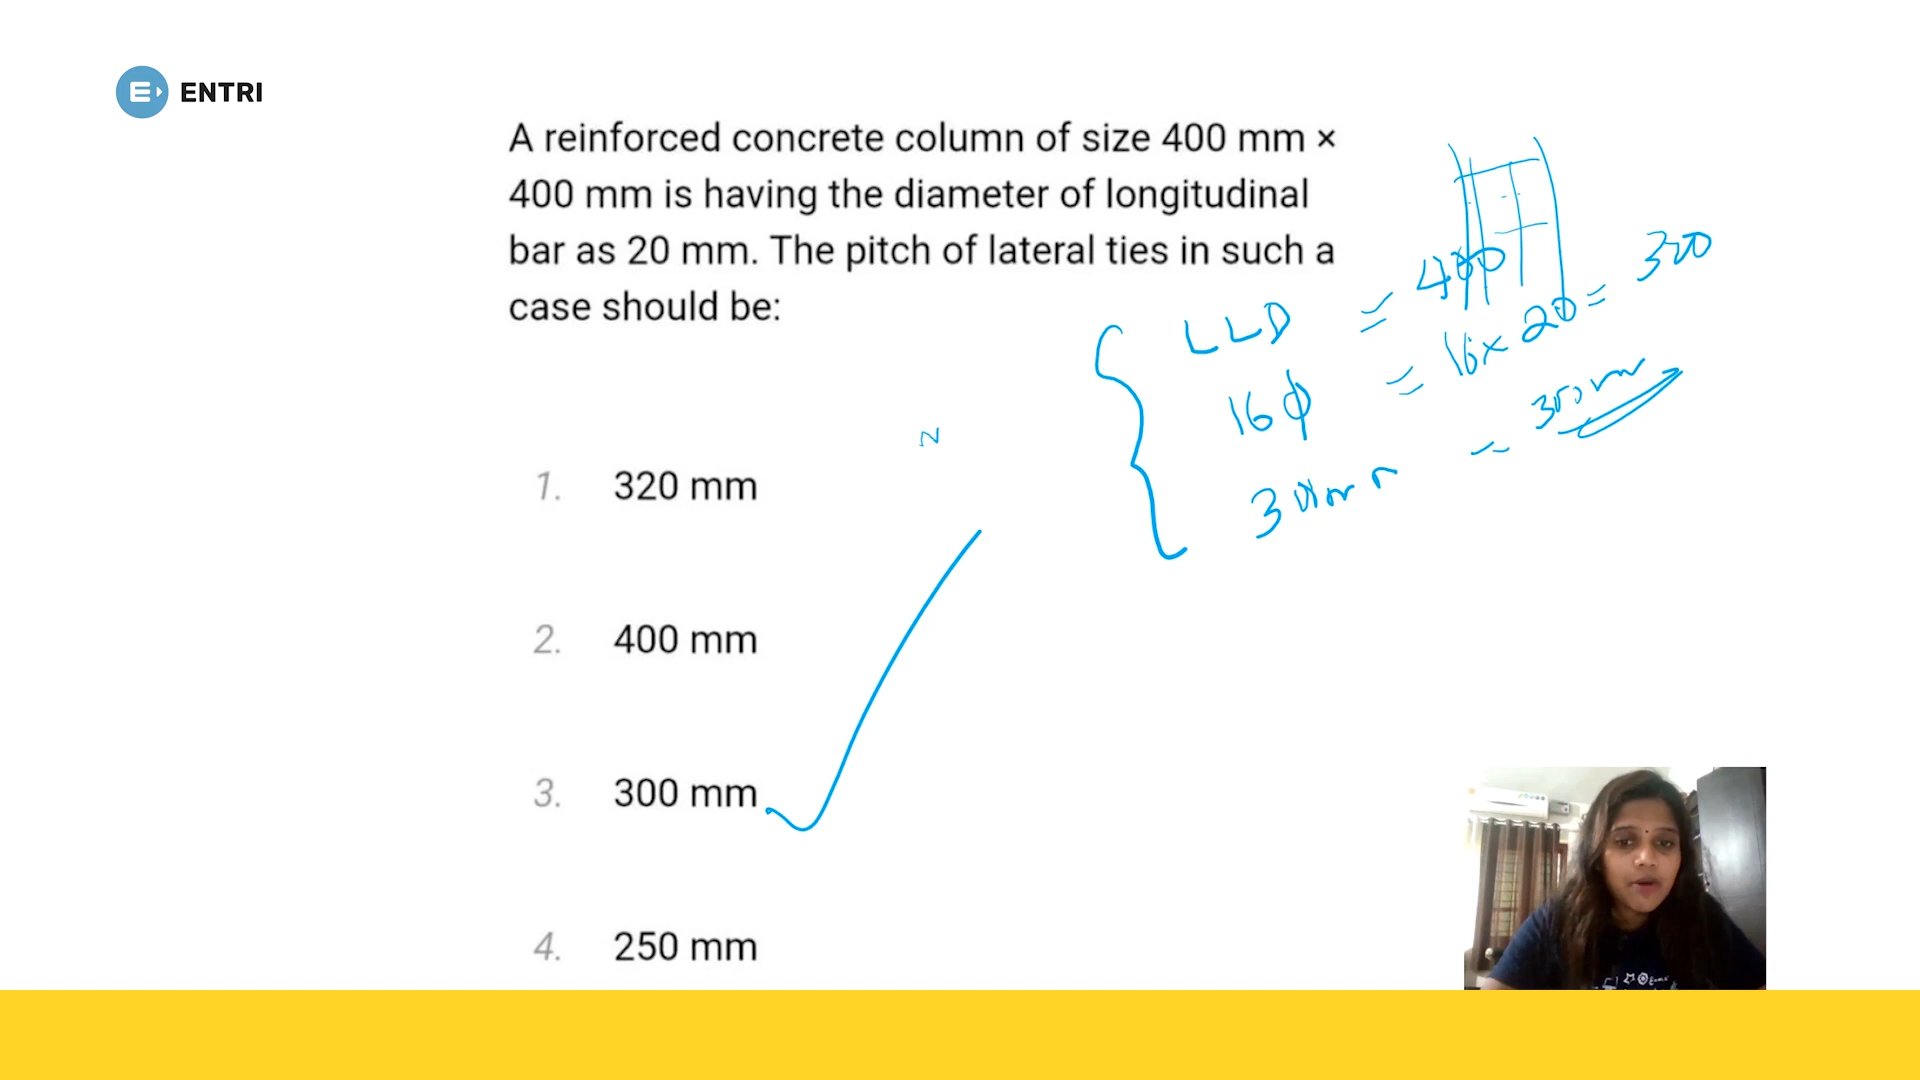 ENTRI
A reinforced concrete column of size 400 mm ×
400 mm is having the diameter of longitudinal
bar as 20 mm. The pitch of lateral ties in such a
case should be:
LLD = 400
16ϕ = 16 × 20 = 320
300mm = 300mm
1. 320 mm
2. 400 mm
3. 300 mm
4. 250 mm